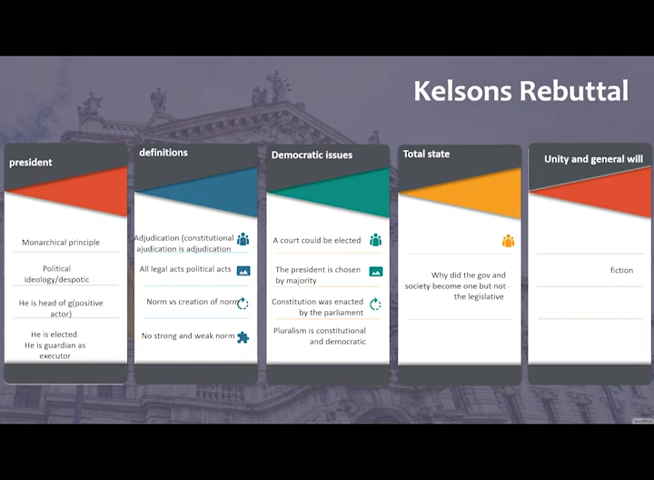 Kelsons Rebuttal
president
Monarchical principle
Political
ideology/despotic
He is head of g(positive
actor)
He is elected
He is guardian as
executor
definitions
Adjudication (constitutional
ajudication is adjudication
All legal acts political acts
Norm vs creation of norm
No strong and weak norm
Democratic issues
A court could be elected
The president is chosen
by majority
Constitution was enacted
by the parliament
Pluralism is constitutional
and democratic
Total state
Why did the gov and
society become one but not
the legislative
Unity and general will
fiction